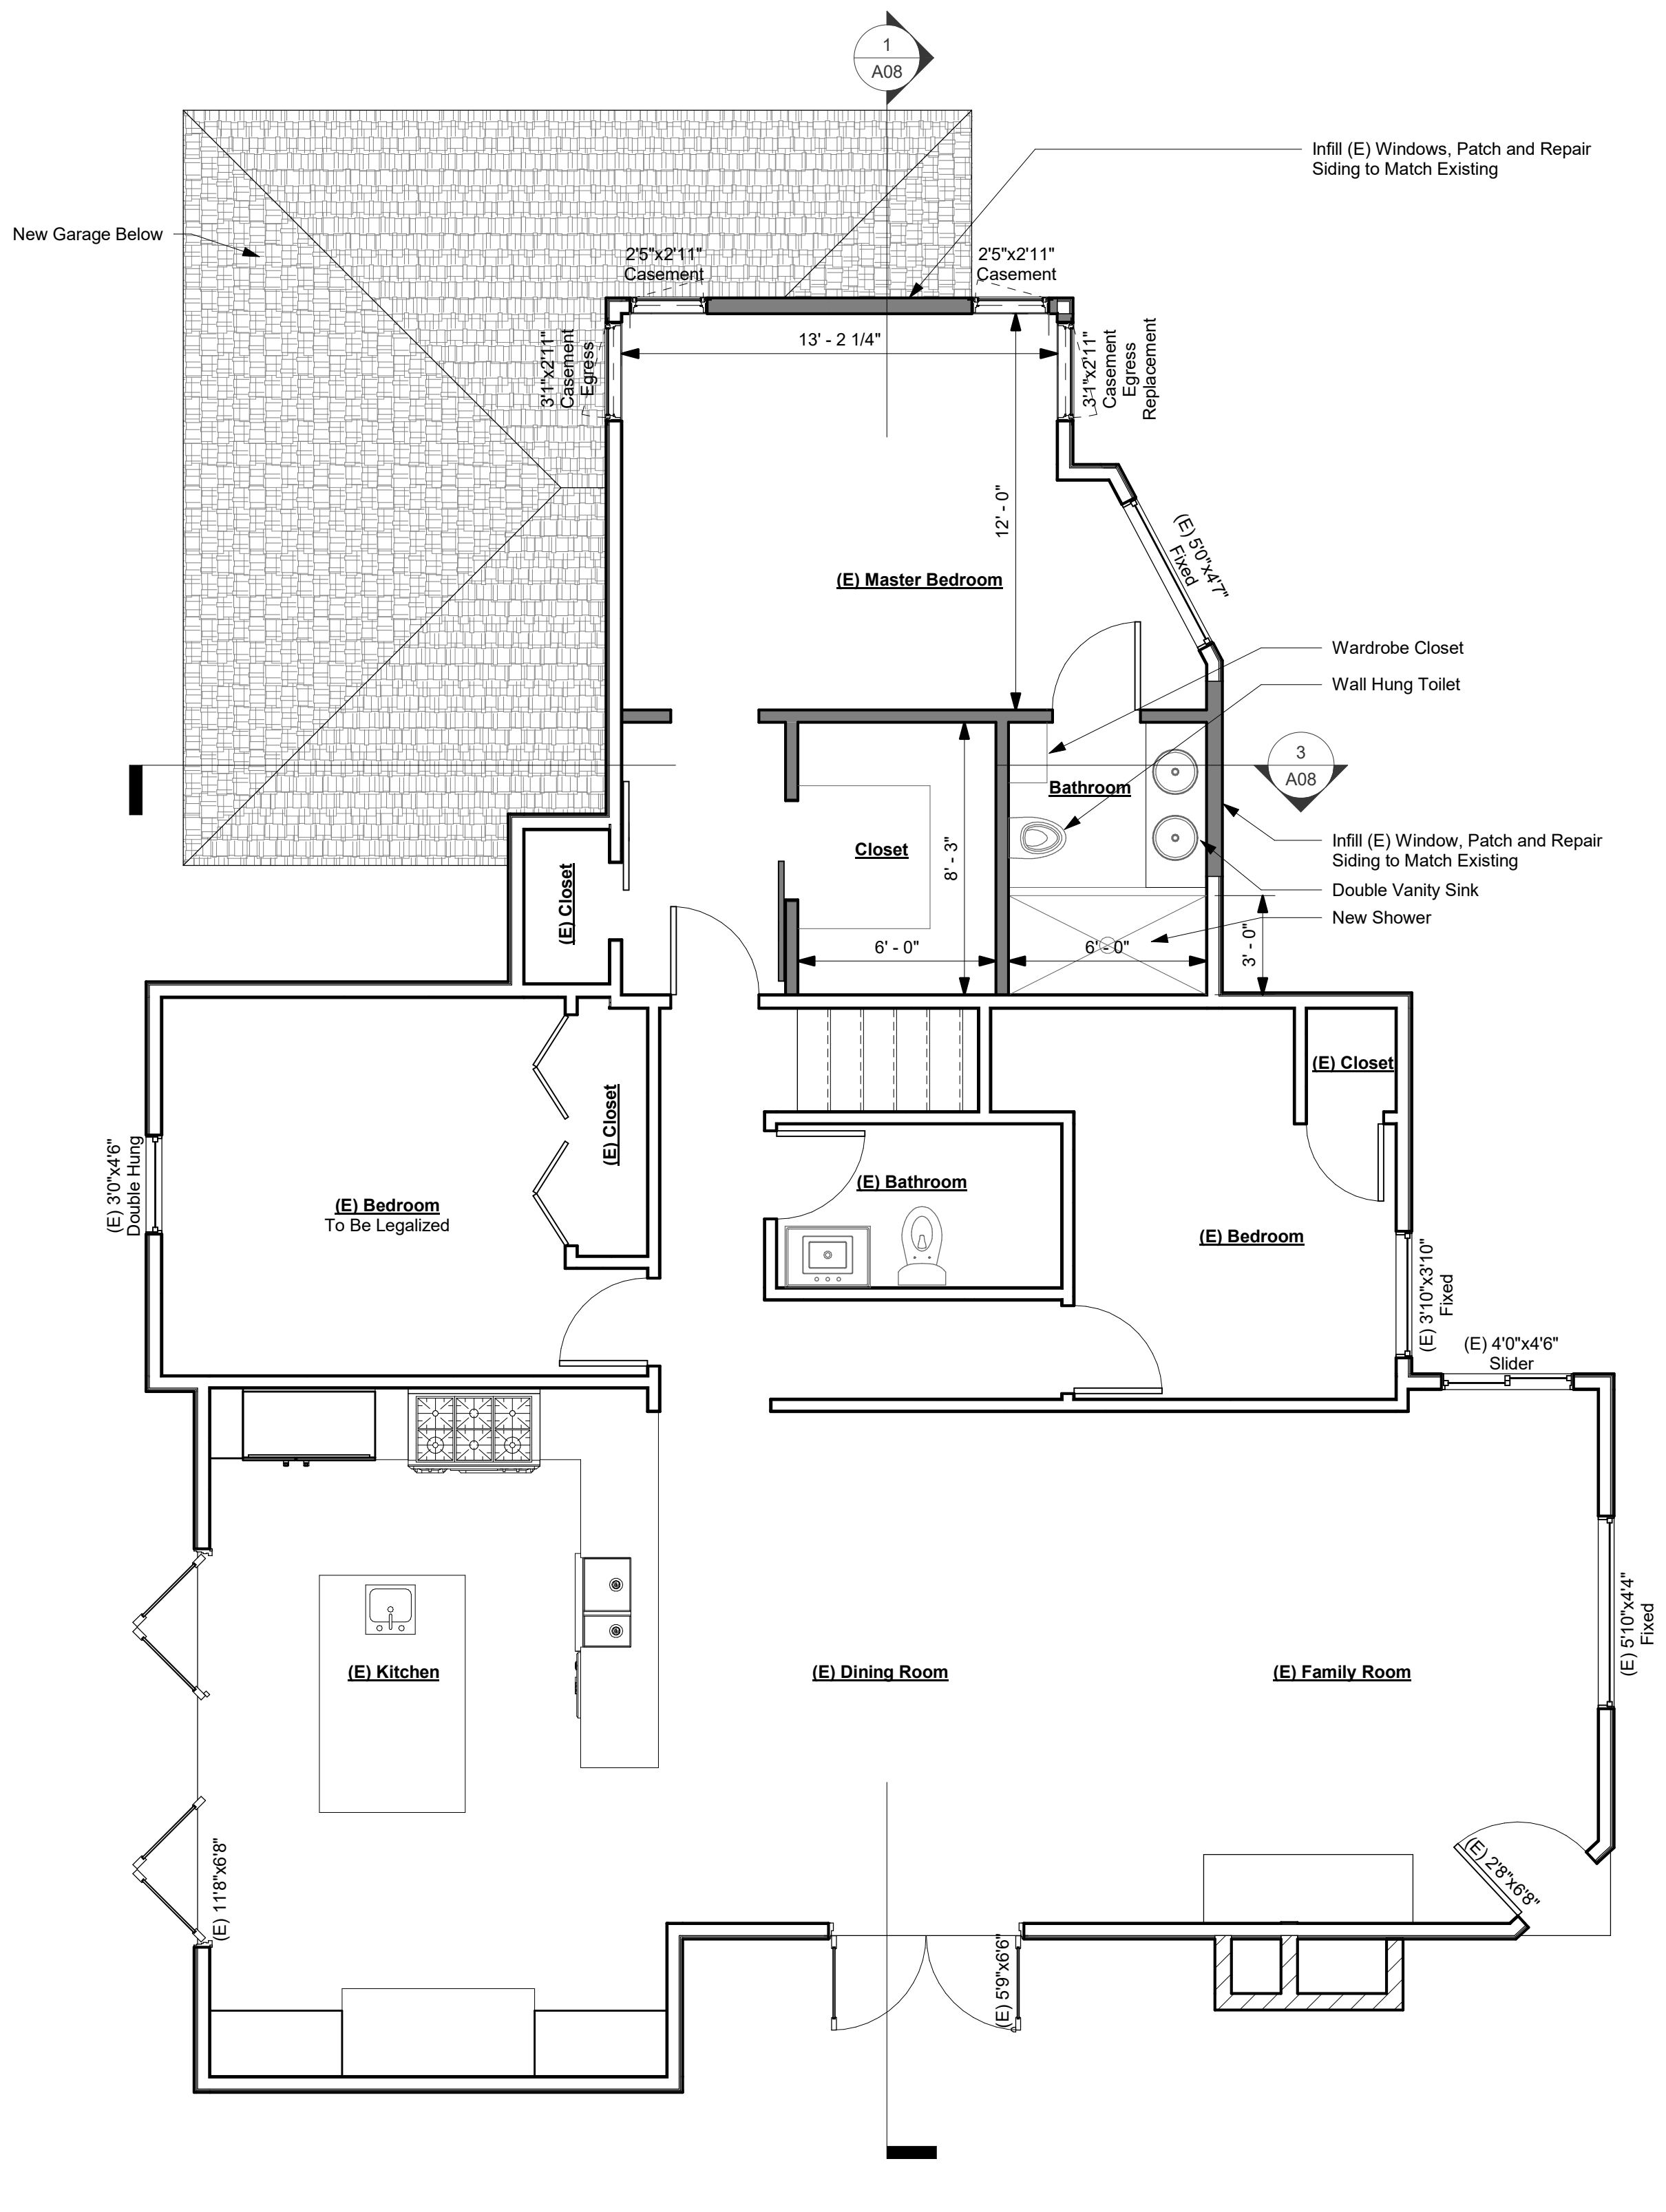 1
A08
Infill (E) Windows, Patch and Repair
Siding to Match Existing
New Garage Below
2'5"x2'11"
Casement
2'5"x2'11"
Casement
13' - 2 1/4"
3'1"x2'11"
Casement
Egress
3'1"x2'11"
Casement
Egress
Replacement
12' - 0"
(E) 5'0"x4'7"
Fixed
(E) Master Bedroom
Wardrobe Closet
Wall Hung Toilet
3
A08
Bathroom
Infill (E) Window, Patch and Repair
Siding to Match Existing
Closet
8' - 3"
Double Vanity Sink
(E) Closet
New Shower
6' - 0"
6' - 0"
3' - 0"
(E) Closet
(E) Closet
(E) 3'0"x4'6"
Double Hung
(E) Bathroom
(E) Bedroom
To Be Legalized
(E) Bedroom
(E) 3'10"x3'10"
Fixed
(E) 4'0"x4'6"
Slider
(E) 5'10"x4'4"
Fixed
(E) Kitchen
(E) Dining Room
(E) Family Room
(E) 11'8"x6'8"
(E) 2'8"x6'8"
(E) 5'9"x6'6"